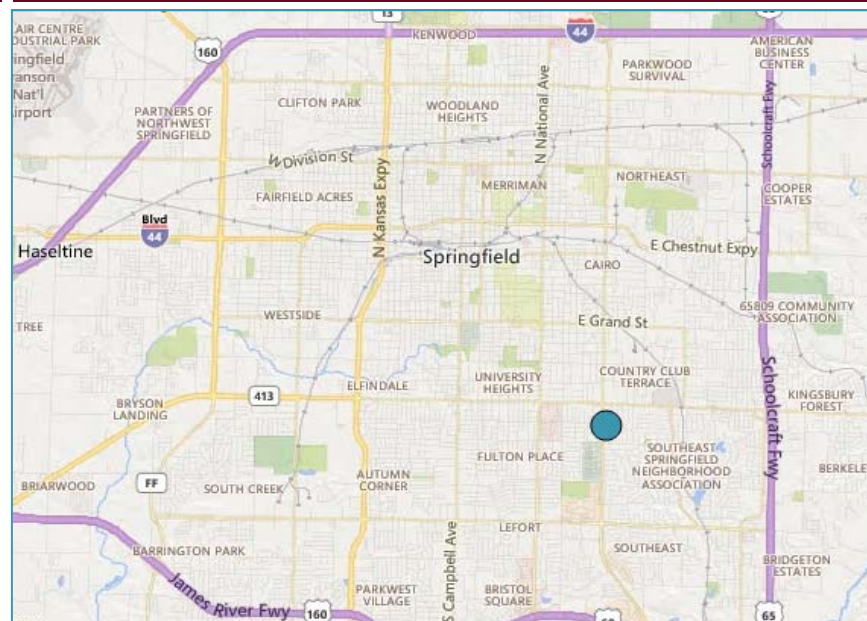 13
AIR CENTRE
INDUSTRIAL PARK
160
KENWOOD
44
AMERICAN
BUSINESS
CENTER
ingfield
anson
Nat'l
irport
PARKWOOD
SURVIVAL
CLIFTON PARK
WOODLAND
HEIGHTS
N National Ave
Schoolcraft Fwy
PARTNERS OF
NORTHWEST
SPRINGFIELD
W Division St
N Kansas Expy
MERRIMAN
NORTHEAST
COOPER
ESTATES
FAIRFIELD ACRES
Blvd
44
Haseltine
Springfield
E Chestnut Expy
CAIRO
65809 COMMUNITY
ASSOCIATION
WESTSIDE
E Grand St
TREE
ELFINDALE
UNIVERSITY
HEIGHTS
COUNTRY CLUB
TERRACE
Schoolcraft Fwy
KINGSBURY
FOREST
413
BRYSON
LANDING
FULTON PLACE
SOUTHEAST
SPRINGFIELD
NEIGHBORHOOD
ASSOCIATION
BERKELE
AUTUMN
CORNER
BRIARWOOD
FF
SOUTH CREEK
LEFORT
BARRINGTON PARK
S Campbell Ave
SOUTHEAST
BRIDGETON
ESTATES
James River Fwy
160
PARKWEST
VILLAGE
BRISTOL
SQUARE
60
65